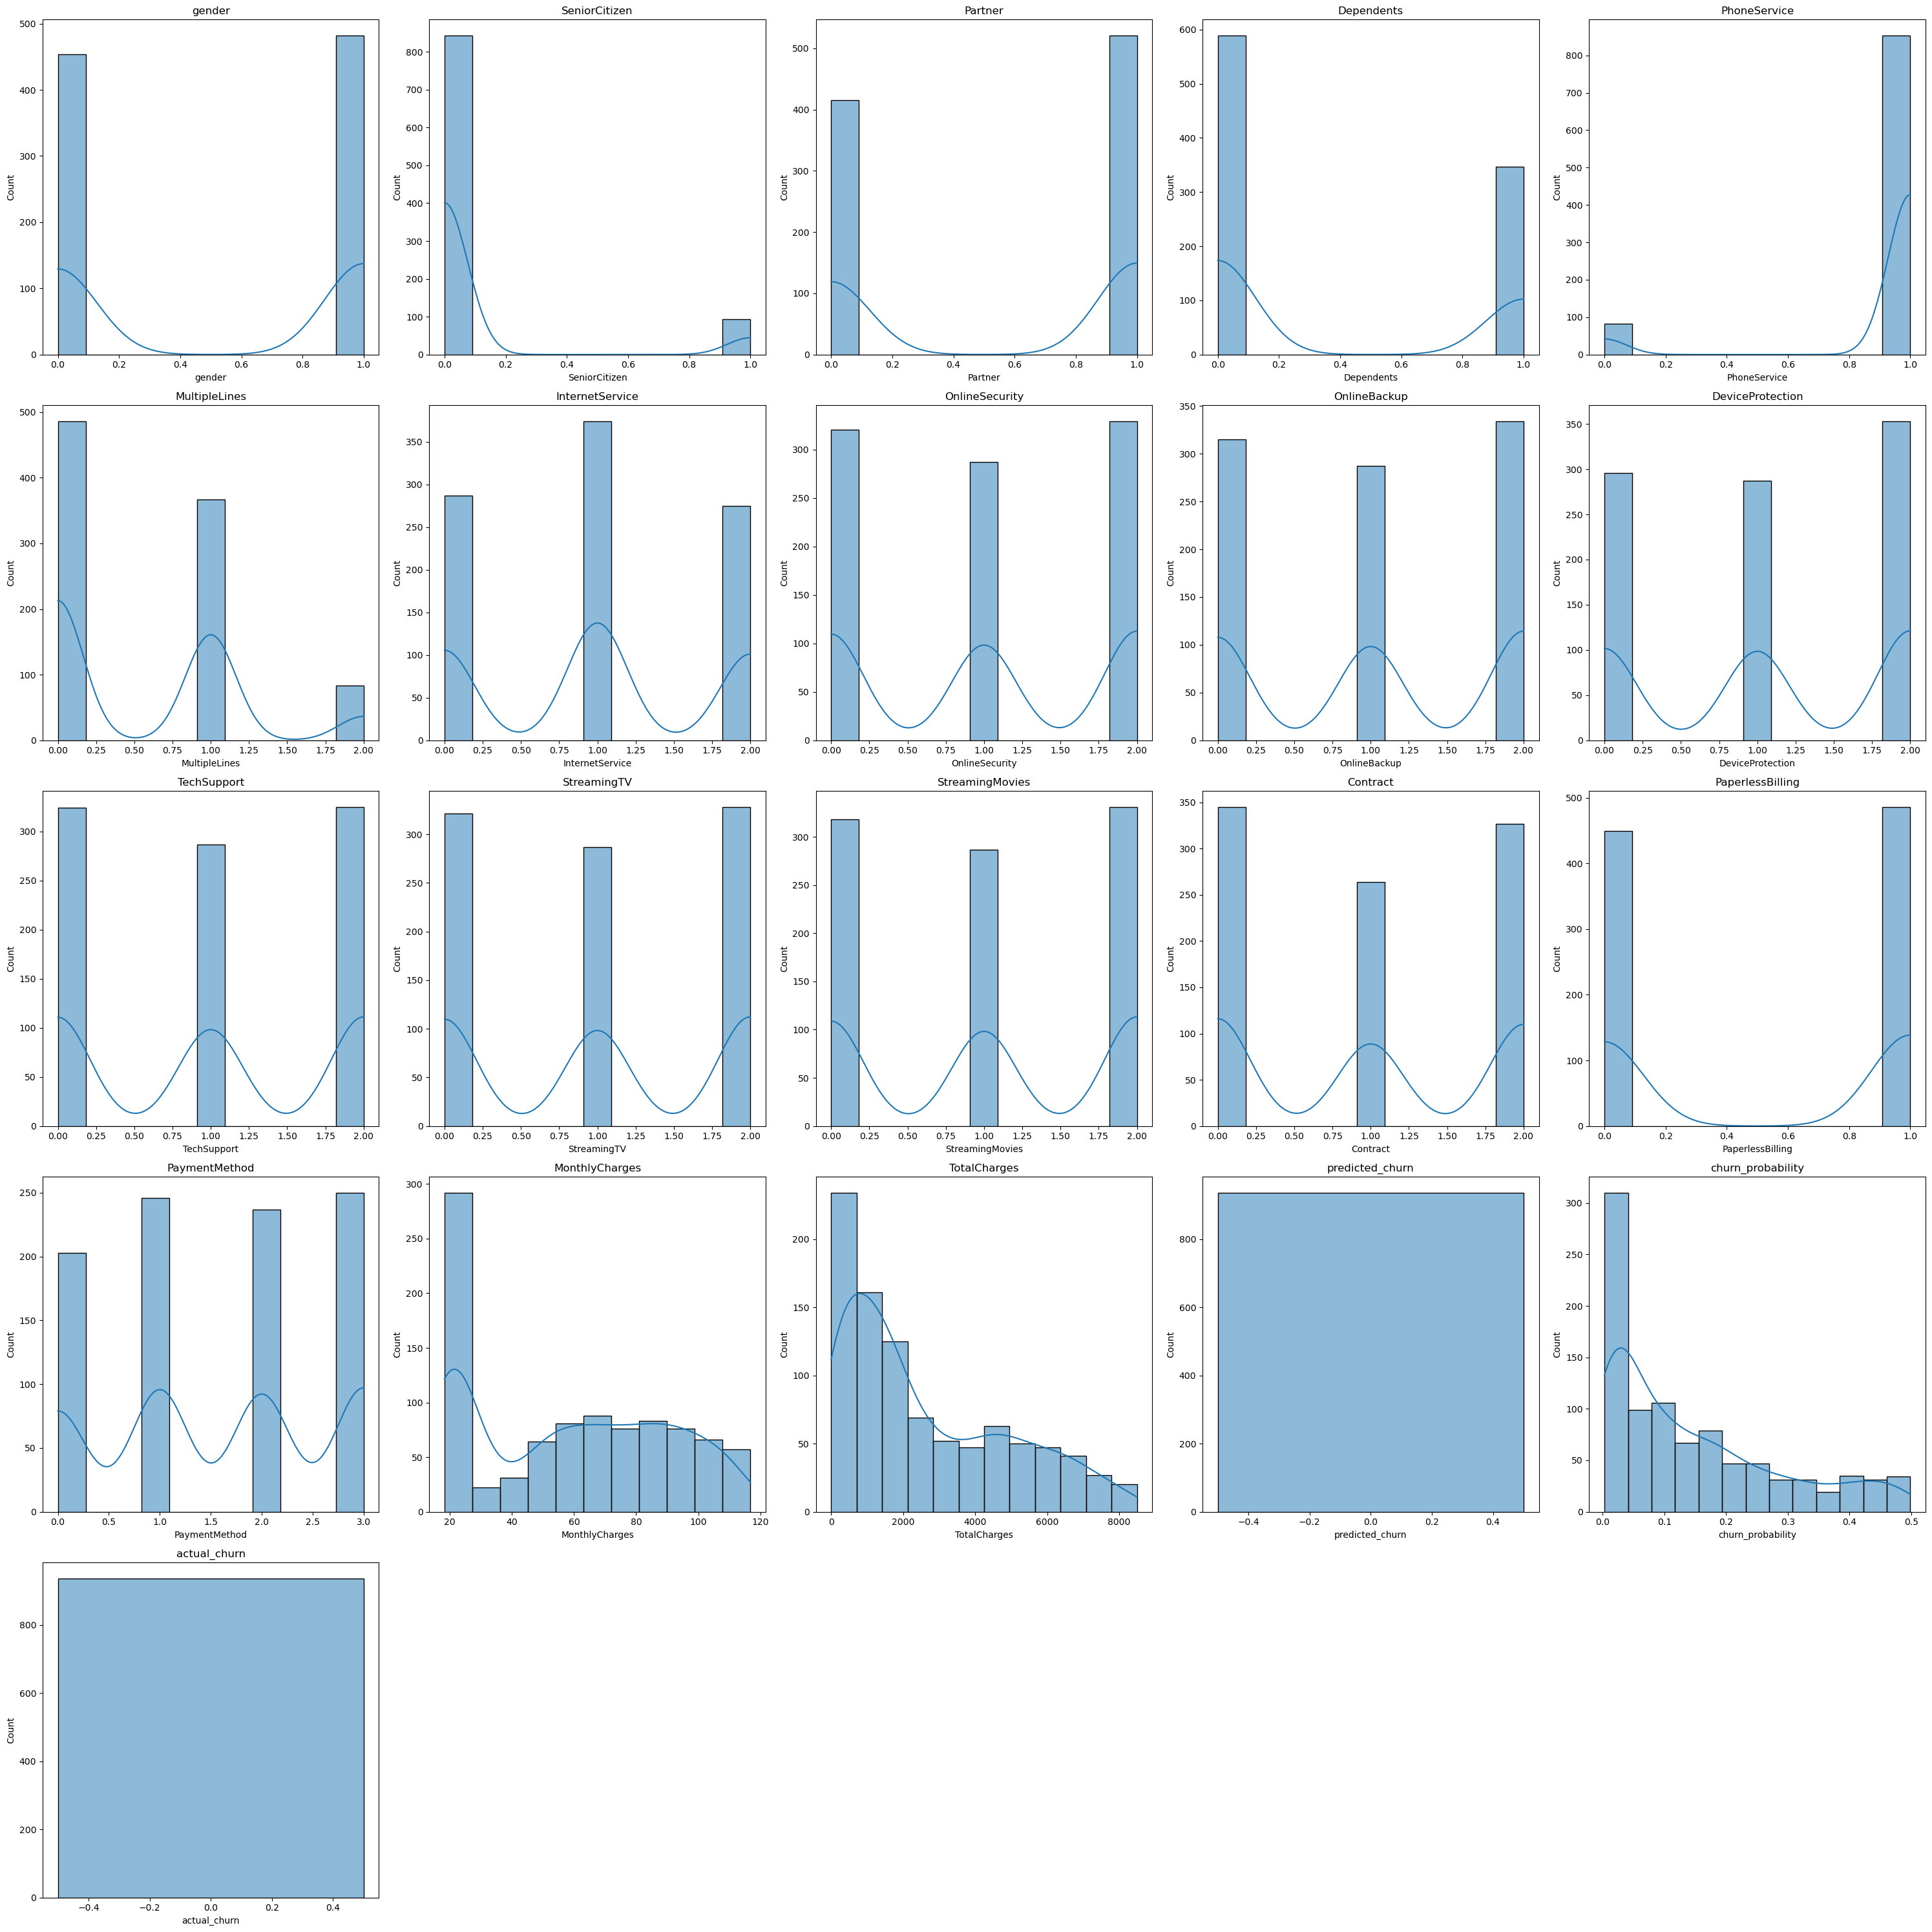 gender SeniorCitizen Partner Dependents PhoneService
500 400 300 200 100 0
Count
0.0 0.2 0.4 0.6 0.8 1.0
gender
800 700 600 500 400 300 200 100 0
Count
0.0 0.2 0.4 0.6 0.8 1.0
SeniorCitizen
500 400 300 200 100 0
Count
0.0 0.2 0.4 0.6 0.8 1.0
Partner
600 500 400 300 200 100 0
Count
0.0 0.2 0.4 0.6 0.8 1.0
Dependents
800 700 600 500 400 300 200 100 0
Count
0.0 0.2 0.4 0.6 0.8 1.0
PhoneService
MultipleLines InternetService OnlineSecurity OnlineBackup DeviceProtection
500 400 300 200 100 0
Count
0.00 0.25 0.50 0.75 1.00 1.25 1.50 1.75 2.00
MultipleLines
350 300 250 200 150 100 50 0
Count
0.00 0.25 0.50 0.75 1.00 1.25 1.50 1.75 2.00
InternetService
300 250 200 150 100 50 0
Count
0.00 0.25 0.50 0.75 1.00 1.25 1.50 1.75 2.00
OnlineSecurity
350 300 250 200 150 100 50 0
Count
0.00 0.25 0.50 0.75 1.00 1.25 1.50 1.75 2.00
OnlineBackup
350 300 250 200 150 100 50 0
Count
0.00 0.25 0.50 0.75 1.00 1.25 1.50 1.75 2.00
DeviceProtection
TechSupport StreamingTV StreamingMovies Contract PaperlessBilling
300 250 200 150 100 50 0
Count
0.00 0.25 0.50 0.75 1.00 1.25 1.50 1.75 2.00
TechSupport
300 250 200 150 100 50 0
Count
0.00 0.25 0.50 0.75 1.00 1.25 1.50 1.75 2.00
StreamingTV
300 250 200 150 100 50 0
Count
0.00 0.25 0.50 0.75 1.00 1.25 1.50 1.75 2.00
StreamingMovies
350 300 250 200 150 100 50 0
Count
0.00 0.25 0.50 0.75 1.00 1.25 1.50 1.75 2.00
Contract
500 400 300 200 100 0
Count
0.0 0.2 0.4 0.6 0.8 1.0
PaperlessBilling
PaymentMethod MonthlyCharges TotalCharges predicted_churn churn_probability
250 200 150 100 50 0
Count
0.0 0.5 1.0 1.5 2.0 2.5 3.0
PaymentMethod
300 250 200 150 100 50 0
Count
20 40 60 80 100 120
MonthlyCharges
200 150 100 50 0
Count
0 2000 4000 6000 8000
TotalCharges
800 600 400 200 0
Count
−0.4 −0.2 0.0 0.2 0.4
predicted_churn
300 250 200 150 100 50 0
Count
0.0 0.1 0.2 0.3 0.4 0.5
churn_probability
actual_churn
800 600 400 200 0
Count
−0.4 −0.2 0.0 0.2 0.4
actual_churn